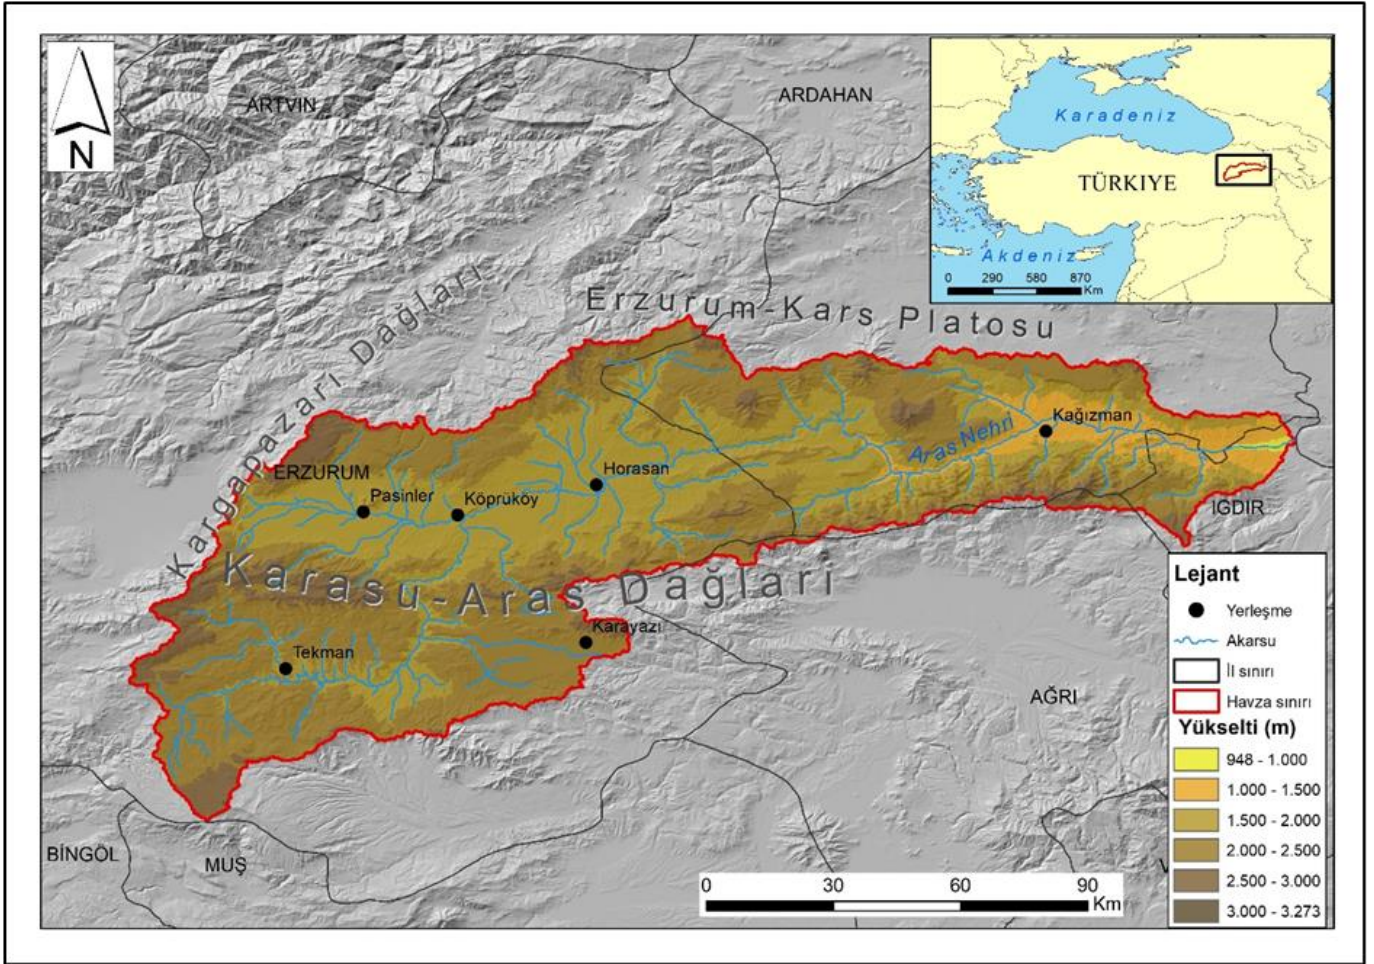 N
ARTVİN
ARDAHAN
Karadeniz
TÜRKIYE
Akdeniz
0 290 580 870
Km
Erzurum-Kars Platosu
Kargapazarı Dağları
Kağızman
Aras Nehri
Horasan
ERZURUM
Pasinler
Köprüköy
IĞDIR
Karasu-Aras Dağlari
Karayazı
Tekman
AĞRI
BİNGÖL
MUŞ
0 30 60 90
Km
Lejant
Yerleşme
Akarsu
İl sınırı
Havza sınırı
Yükselti (m)
948 - 1.000
1.000 - 1.500
1.500 - 2.000
2.000 - 2.500
2.500 - 3.000
3.000 - 3.273